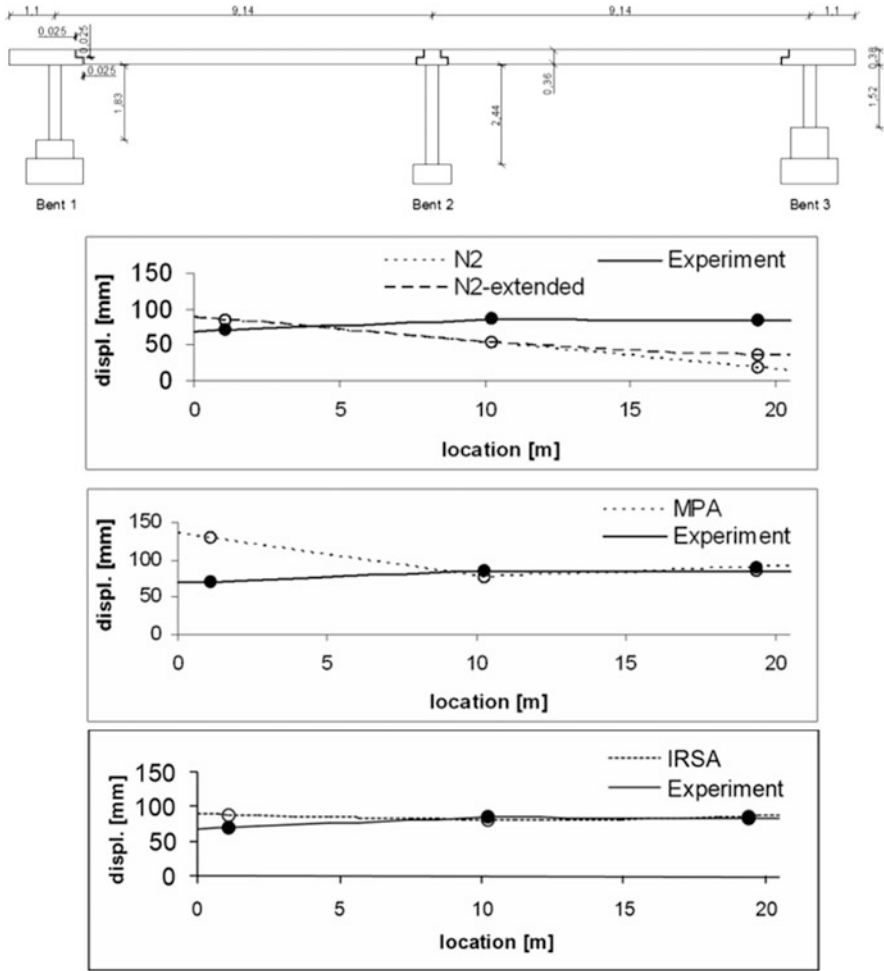 1,1 9,14 9,14 1,1
0,025
0,025
0,025
1,83
2,44
0,36
0,38
1,52
Bent 1 Bent 2 Bent 3
N2 Experiment
N2-extended
displ. [mm]
150
100
50
0
0 5 10 15 20
location [m]
MPA
Experiment
displ. [mm]
150
100
50
0
0 5 10 15 20
location [m]
IRSA
Experiment
displ. [mm]
150
100
50
0
0 5 10 15 20
location [m]